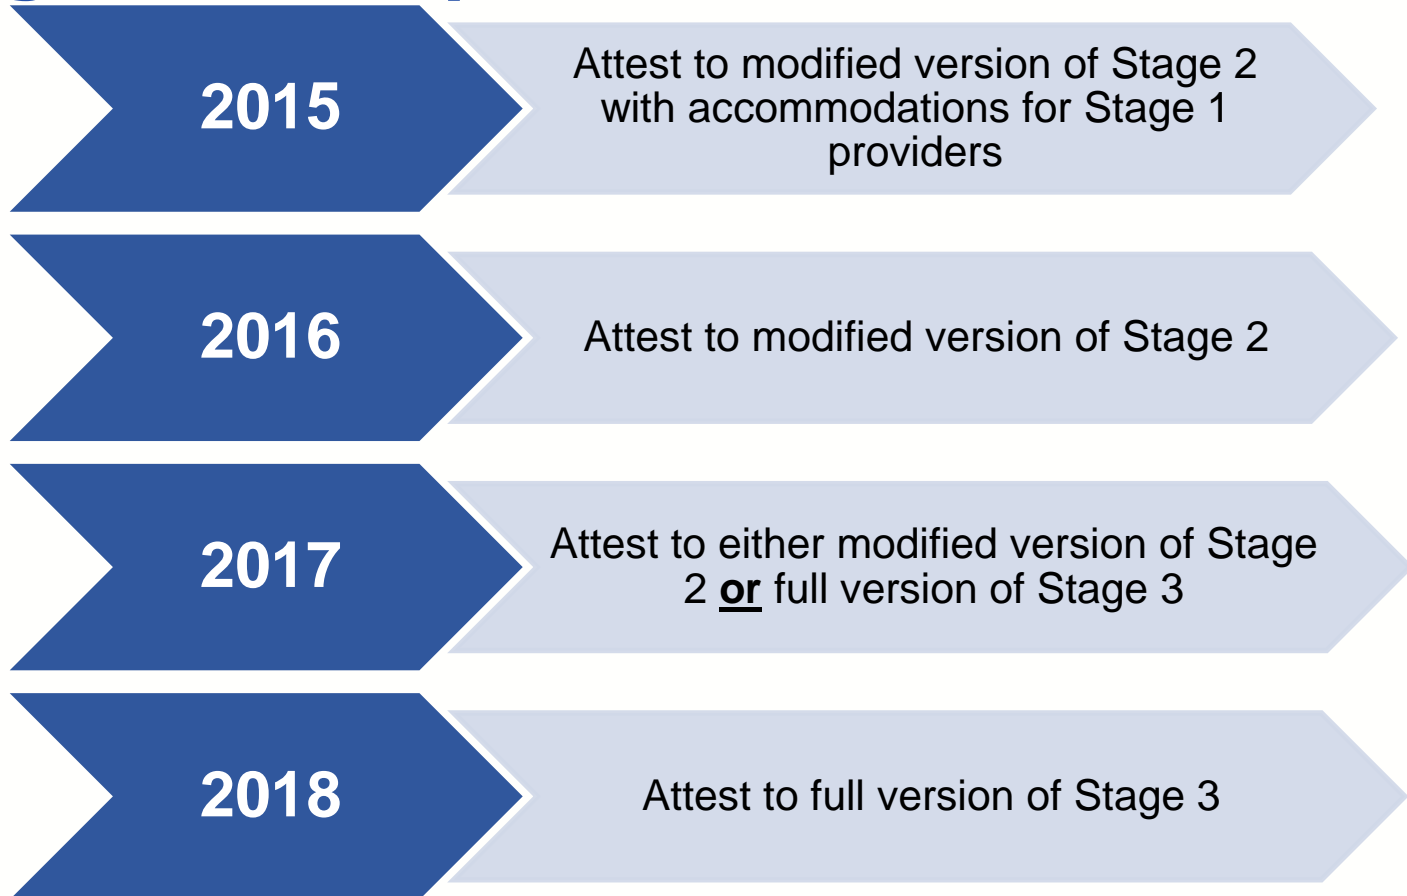 2015
Attest to modified version of Stage 2
with accommodations for Stage 1
providers
2016
Attest to modified version of Stage 2
2017
Attest to either modified version of Stage
2 or full version of Stage 3
2018
Attest to full version of Stage 3